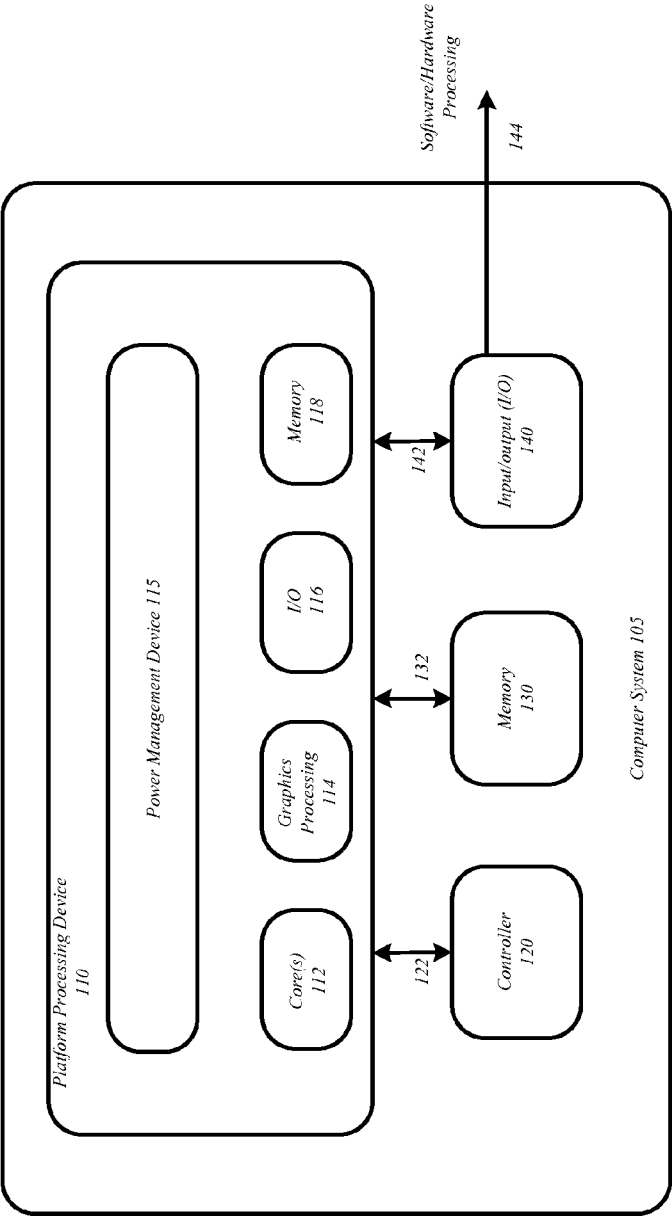 Platform Processing Device
110
Power Management Device 115
Core(s)
112
Graphics
Processing
114
I/O
116
Memory
118
122
132
142
Controller
120
Memory
130
Input/output (I/O)
140
Software/Hardware
Processing
144
Computer System 105